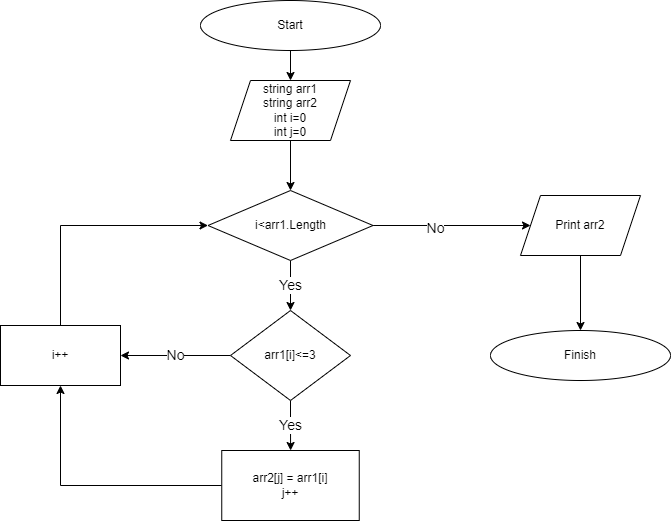 Start
string arr1
string arr2
int i=0
int j=0
i<arr1.Length
No
Print arr2
Yes
Finish
i++
No
arr1[i]<=3
Yes
arr2[j] = arr1[i]
j++